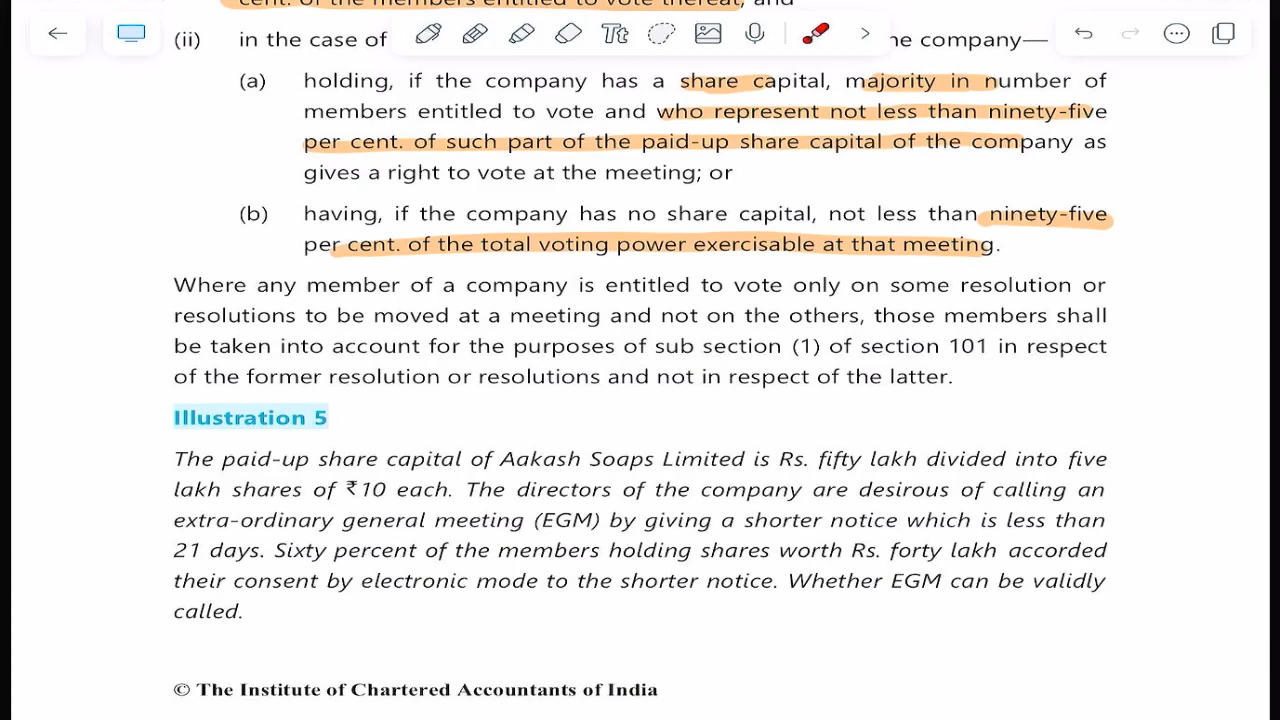 cent. of the members entitled to vote thereat; and
(ii) in the case of
Tt
he company—
(a) holding, if the company has a share capital, majority in number of
members entitled to vote and who represent not less than ninety-five
per cent. of such part of the paid-up share capital of the company as
gives a right to vote at the meeting; or
(b) having, if the company has no share capital, not less than ninety-five
per cent. of the total voting power exercisable at that meeting.
Where any member of a company is entitled to vote only on some resolution or
resolutions to be moved at a meeting and not on the others, those members shall
be taken into account for the purposes of sub section (1) of section 101 in respect
of the former resolution or resolutions and not in respect of the latter.
Illustration 5
The paid-up share capital of Aakash Soaps Limited is Rs. fifty lakh divided into five
lakh shares of ₹10 each. The directors of the company are desirous of calling an
extra-ordinary general meeting (EGM) by giving a shorter notice which is less than
21 days. Sixty percent of the members holding shares worth Rs. forty lakh accorded
their consent by electronic mode to the shorter notice. Whether EGM can be validly
called.
© The Institute of Chartered Accountants of India